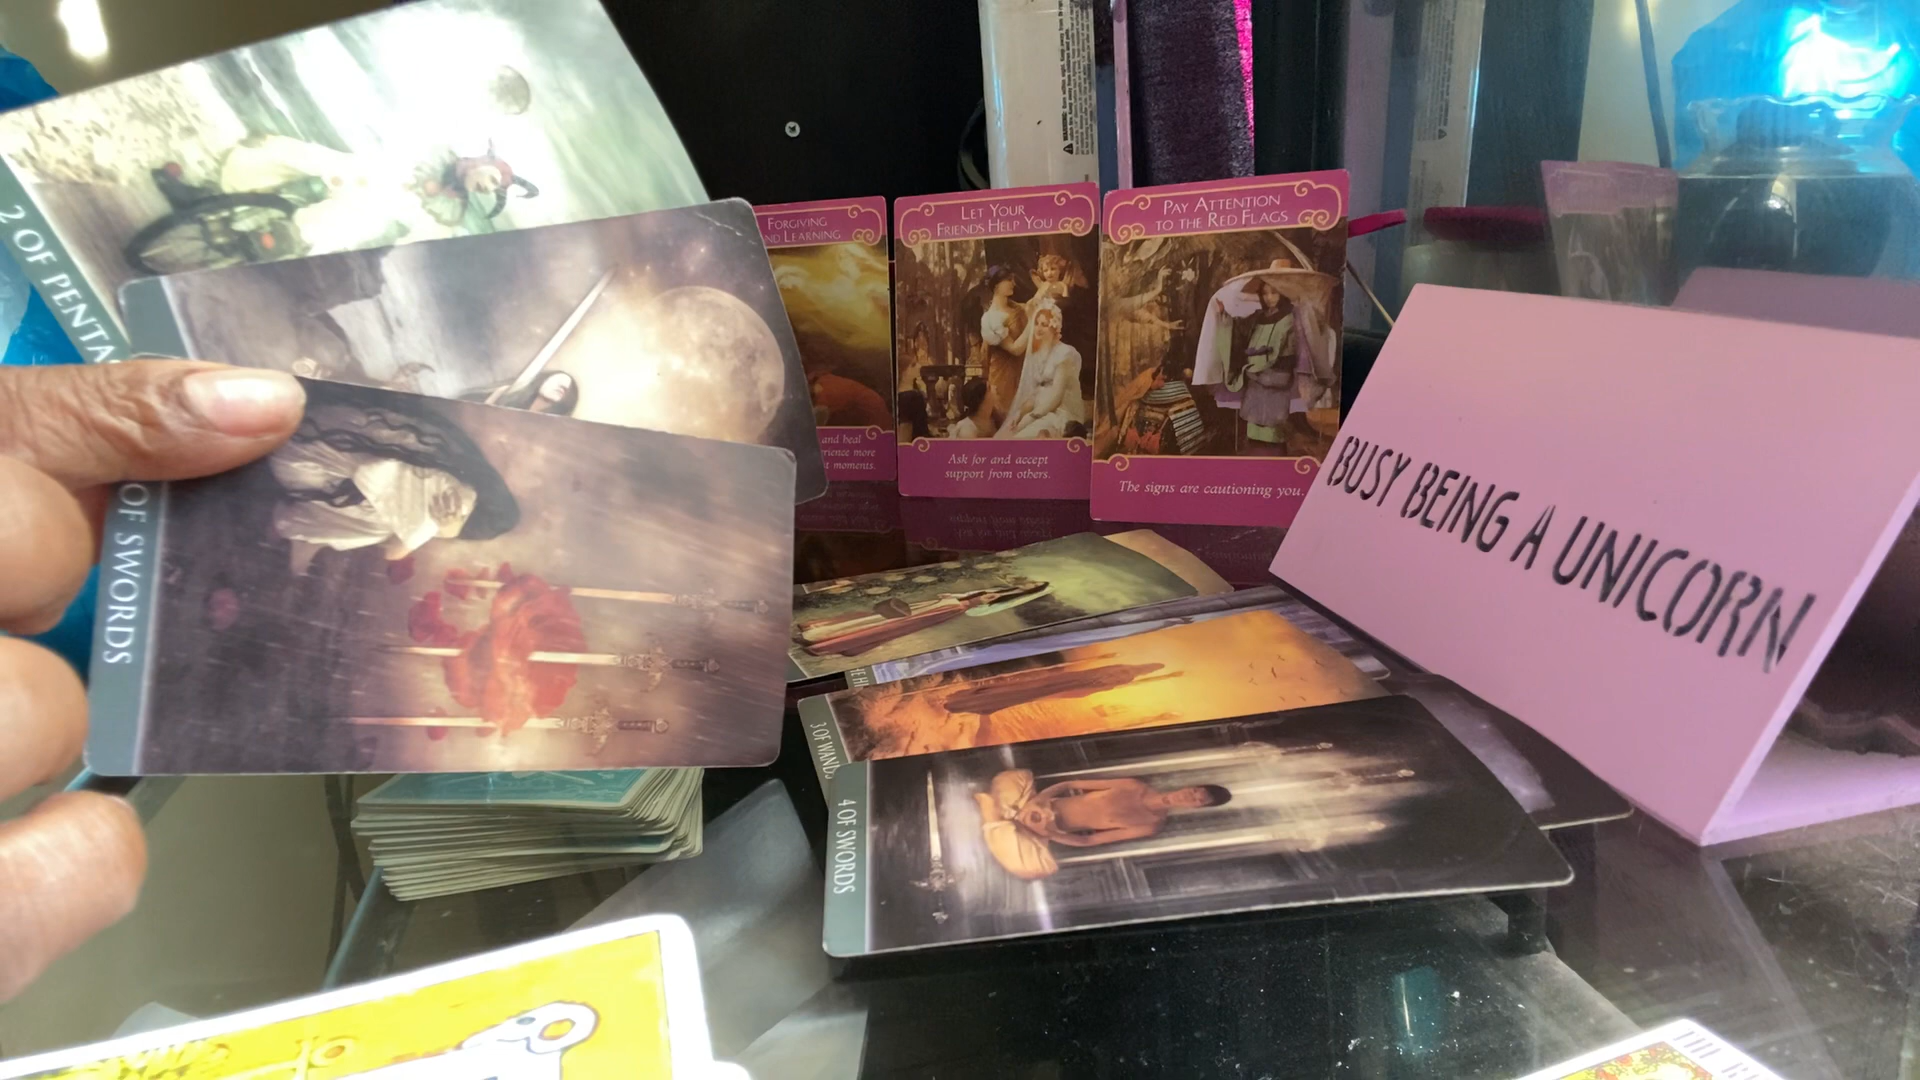 2 OF PENTA
OF SWORDS
FORGIVING
ND LEARNING
and heal
rience more
t moments.
LET YOUR
FRIENDS HELP YOU
Ask for and accept
support from others.
PAY ATTENTION
TO THE RED FLAGS
The signs are cautioning you.
BUSY BEING A UNICORN
3 OF WANDS
4 OF SWORDS
WARNING: